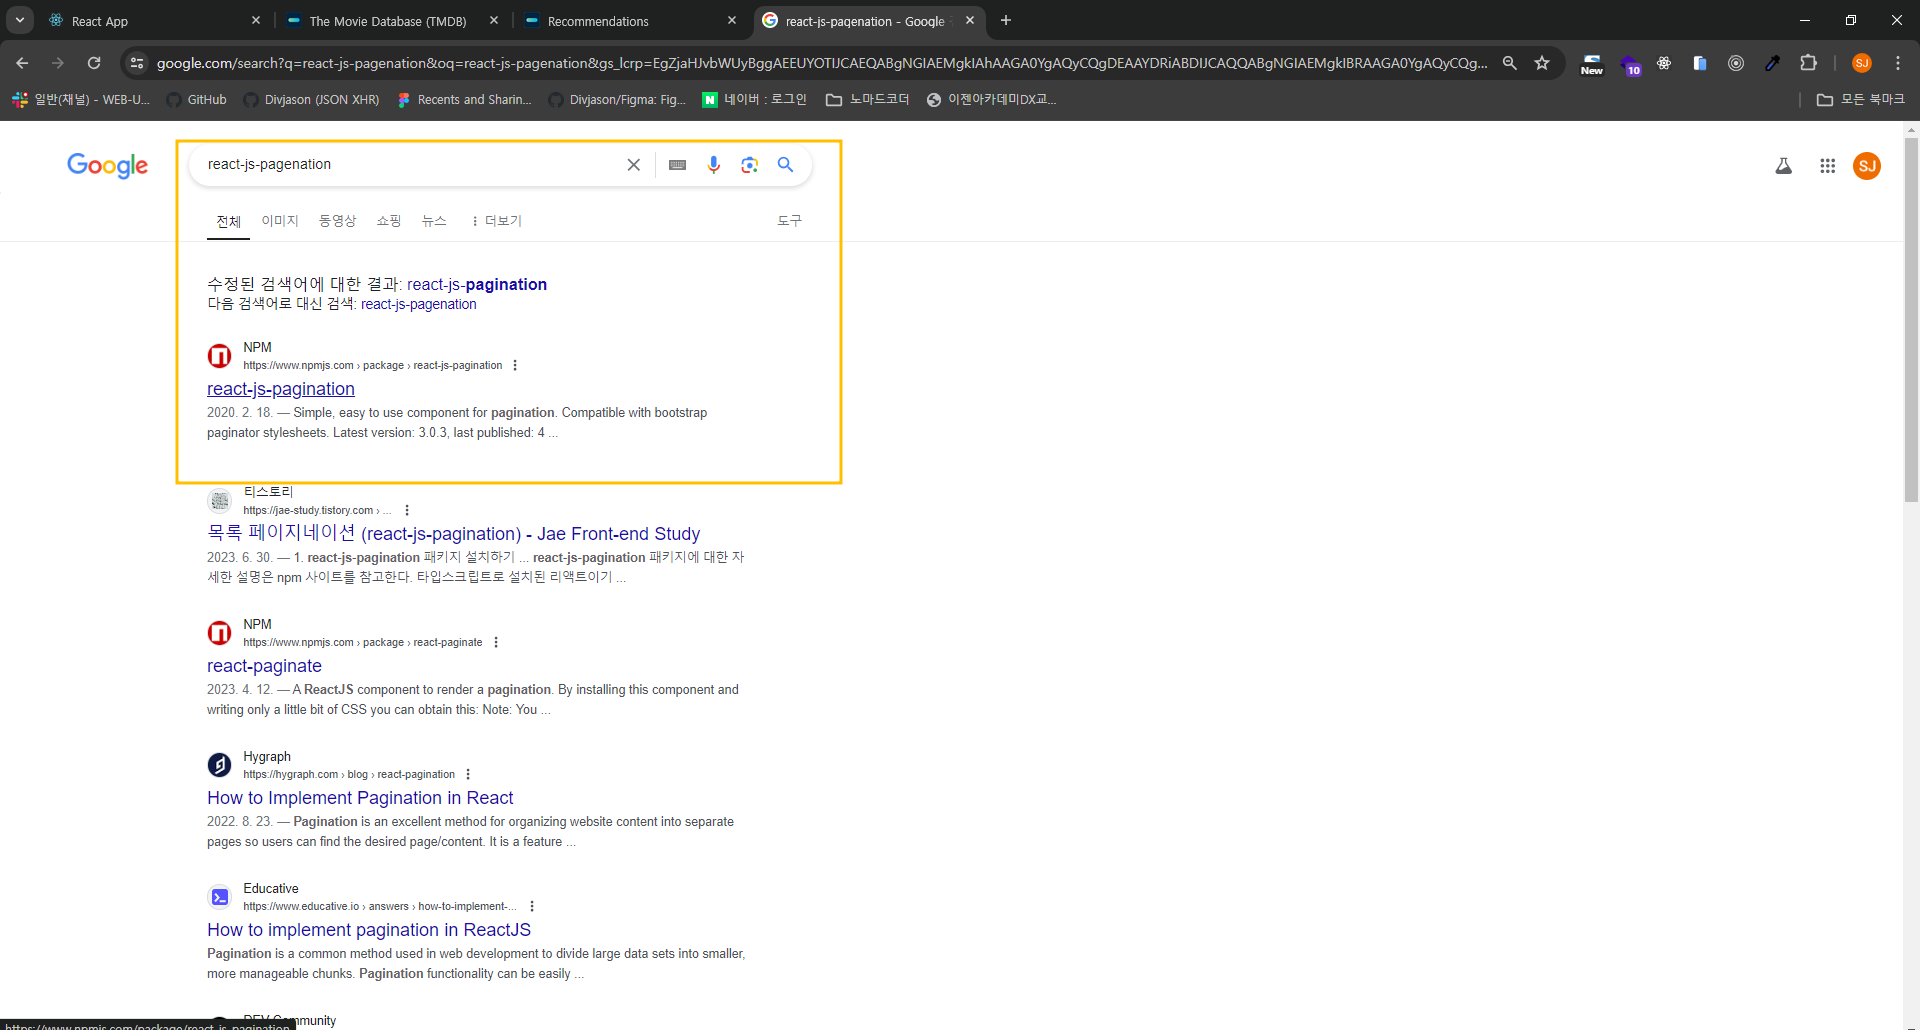 React App
The Movie Database (TMDB)
Recommendations
react-js-pagenation - Google
google.com/search?q=react-js-pagenation&oq=react-js-pagenation&gs_lcrp=EgZjaHJvbWUyBggAEEUYOTIJCAEQABgNGIAEMgkIAhAAGA0YgAQyCQgDEAAYDRiABDIJCAQQABgNGIAEMgkIBRAAGA0YgAQyCQg...
New
10
SJ
일반(채널) - WEB-U...
GitHub
Divjason (JSON XHR)
Recents and Sharin...
Divjason/Figma: Fig...
N 네이버 : 로그인
노마드코더
이젠아카데미DX교...
모든 북마크
Google
react-js-pagenation
SJ
전체 이미지 동영상 쇼핑 뉴스 더보기 도구
수정된 검색어에 대한 결과: react-js-pagination
다음 검색어로 대신 검색: react-js-pagenation
NPM
https://www.npmjs.com › package › react-js-pagination
react-js-pagination
2020. 2. 18. — Simple, easy to use component for pagination. Compatible with bootstrap
paginator stylesheets. Latest version: 3.0.3, last published: 4 ...
티스토리
https://jae-study.tistory.com › ...
목록 페이지네이션 (react-js-pagination) - Jae Front-end Study
2023. 6. 30. — 1. react-js-pagination 패키지 설치하기 ... react-js-pagination 패키지에 대한 자
세한 설명은 npm 사이트를 참고한다. 타입스크립트로 설치된 리액트이기 ...
NPM
https://www.npmjs.com › package › react-paginate
react-paginate
2023. 4. 12. — A ReactJS component to render a pagination. By installing this component and
writing only a little bit of CSS you can obtain this: Note: You ...
Hygraph
https://hygraph.com › blog › react-pagination
How to Implement Pagination in React
2022. 8. 23. — Pagination is an excellent method for organizing website content into separate
pages so users can find the desired page/content. It is a feature ...
Educative
https://www.educative.io › answers › how-to-implement-...
How to implement pagination in ReactJS
Pagination is a common method used in web development to divide large data sets into smaller,
more manageable chunks. Pagination functionality can be easily ...
DEV Community
https://www.npmjs.com/package/react-js-pagination